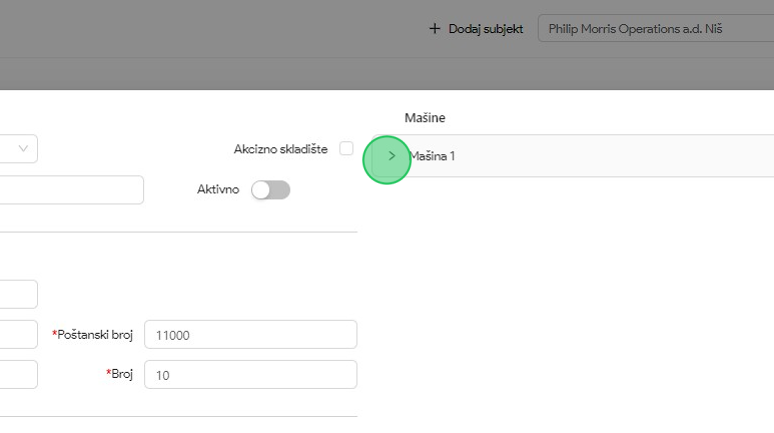 Dodaj subjekt
Philip Morris Operations a.d. Niš
Mašine
Akcizno skladište
Mašina 1
Aktivno
*Poštanski broj
11000
*Broj
10